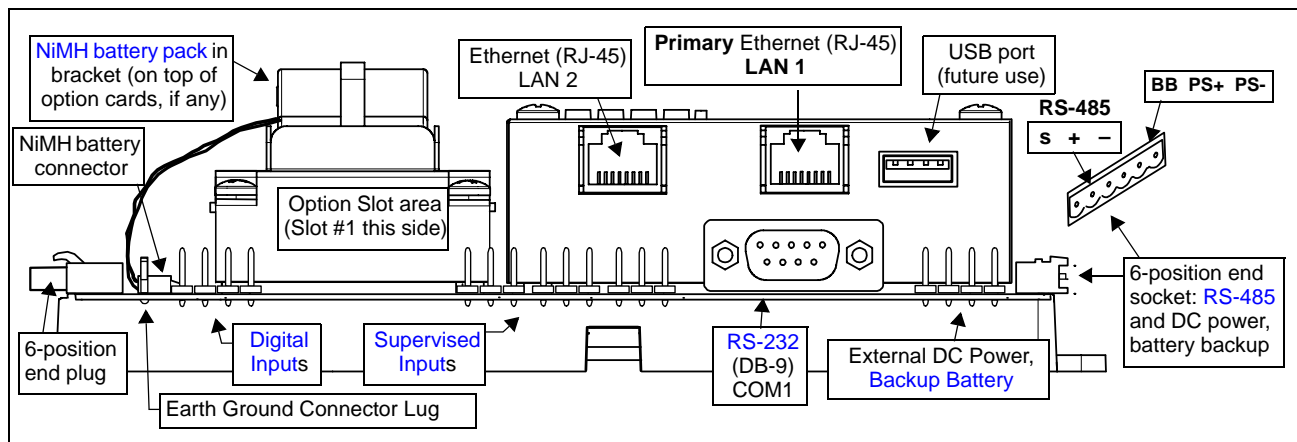 NiMH battery pack in
bracket (on top of
option cards, if any)
NiMH battery
connector
Ethernet (RJ-45)
LAN 2
Primary Ethernet (RJ-45)
LAN 1
USB port
(future use)
RS-485
S + –
BB PS+ PS-
Option Slot area
(Slot #1 this side)
6-position
end plug
Digital
Inputs
Supervised
Inputs
RS-232
(DB-9)
COM1
External DC Power,
Backup Battery
6-position end
socket: RS-485
and DC power,
battery backup
Earth Ground Connector Lug